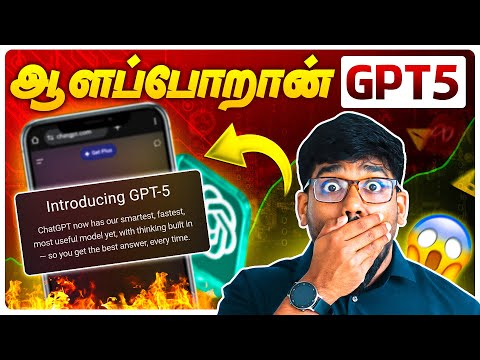 ஆளப்போறான் GPT5
chatgpt.com
Get Plus
Introducing GPT-5
ChatGPT now has our smartest, fastest,
most useful model yet, with thinking built in
— so you get the best answer, every time.